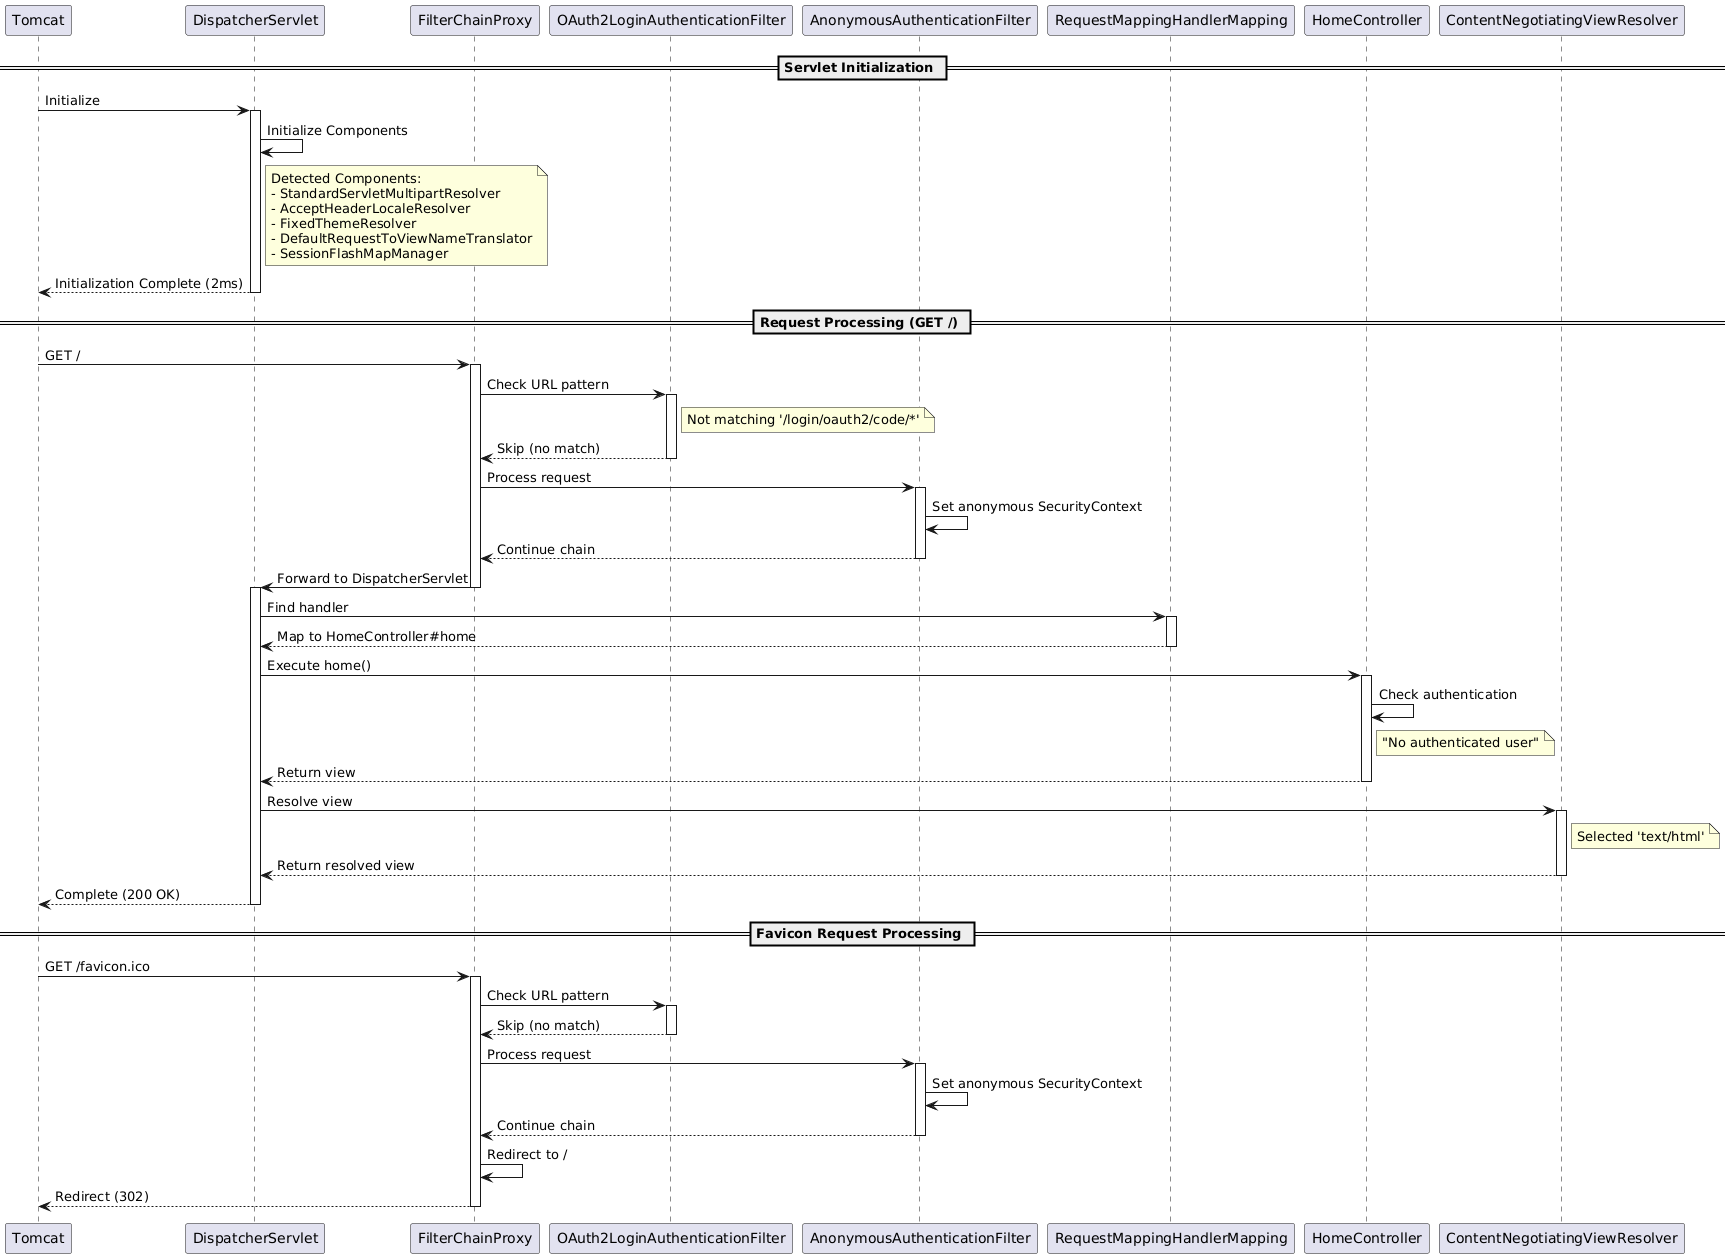 Tomcat
DispatcherServlet
FilterChainProxy
OAuth2LoginAuthenticationFilter
AnonymousAuthenticationFilter
RequestMappingHandlerMapping
HomeController
ContentNegotiatingViewResolver
Servlet Initialization
Initialize
Initialize Components
Detected Components:
- StandardServletMultipartResolver
- AcceptHeaderLocaleResolver
- FixedThemeResolver
- DefaultRequestToViewNameTranslator
- SessionFlashMapManager
Initialization Complete (2ms)
Request Processing (GET /)
GET /
Check URL pattern
Not matching '/login/oauth2/code/*'
Skip (no match)
Process request
Set anonymous SecurityContext
Continue chain
Forward to DispatcherServlet
Find handler
Map to HomeController#home
Execute home()
Check authentication
"No authenticated user"
Return view
Resolve view
Selected 'text/html'
Return resolved view
Complete (200 OK)
Favicon Request Processing
GET /favicon.ico
Check URL pattern
Skip (no match)
Process request
Set anonymous SecurityContext
Continue chain
Redirect to /
Redirect (302)
Tomcat
DispatcherServlet
FilterChainProxy
OAuth2LoginAuthenticationFilter
AnonymousAuthenticationFilter
RequestMappingHandlerMapping
HomeController
ContentNegotiatingViewResolver